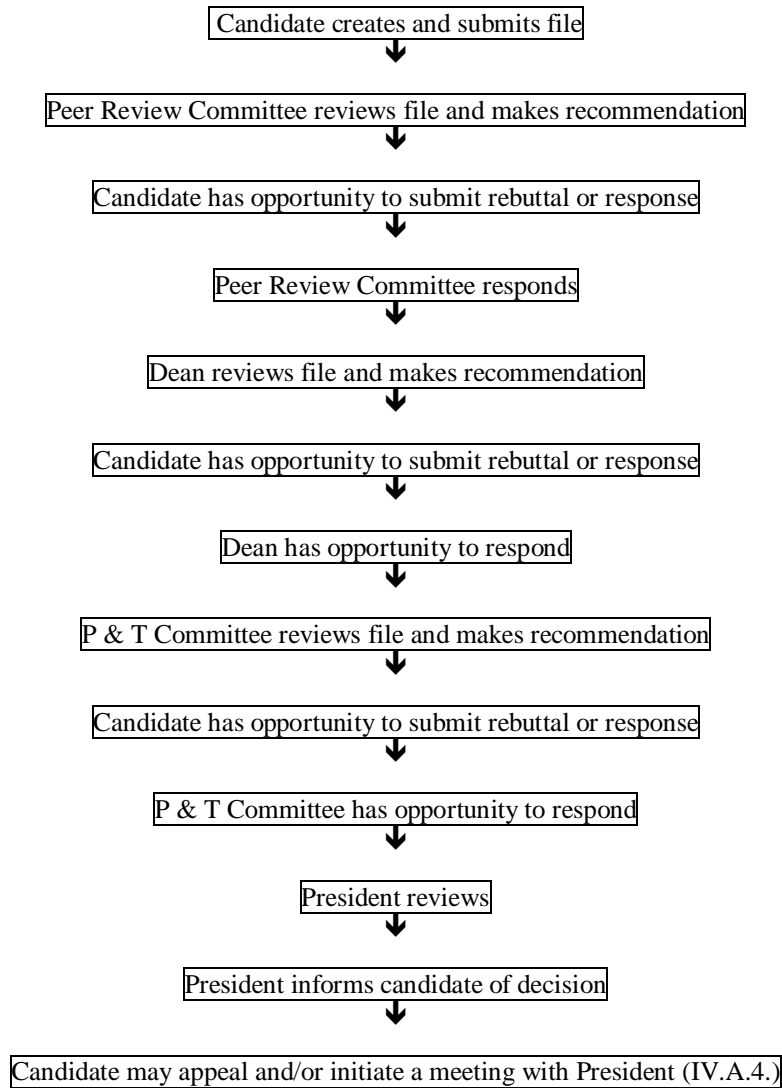 Candidate creates and submits file
Peer Review Committee reviews file and makes recommendation
Candidate has opportunity to submit rebuttal or response
Peer Review Committee responds
Dean reviews file and makes recommendation
Candidate has opportunity to submit rebuttal or response
Dean has opportunity to respond
P & T Committee reviews file and makes recommendation
Candidate has opportunity to submit rebuttal or response
P & T Committee has opportunity to respond
President reviews
President informs candidate of decision
Candidate may appeal and/or initiate a meeting with President (IV.A.4.)